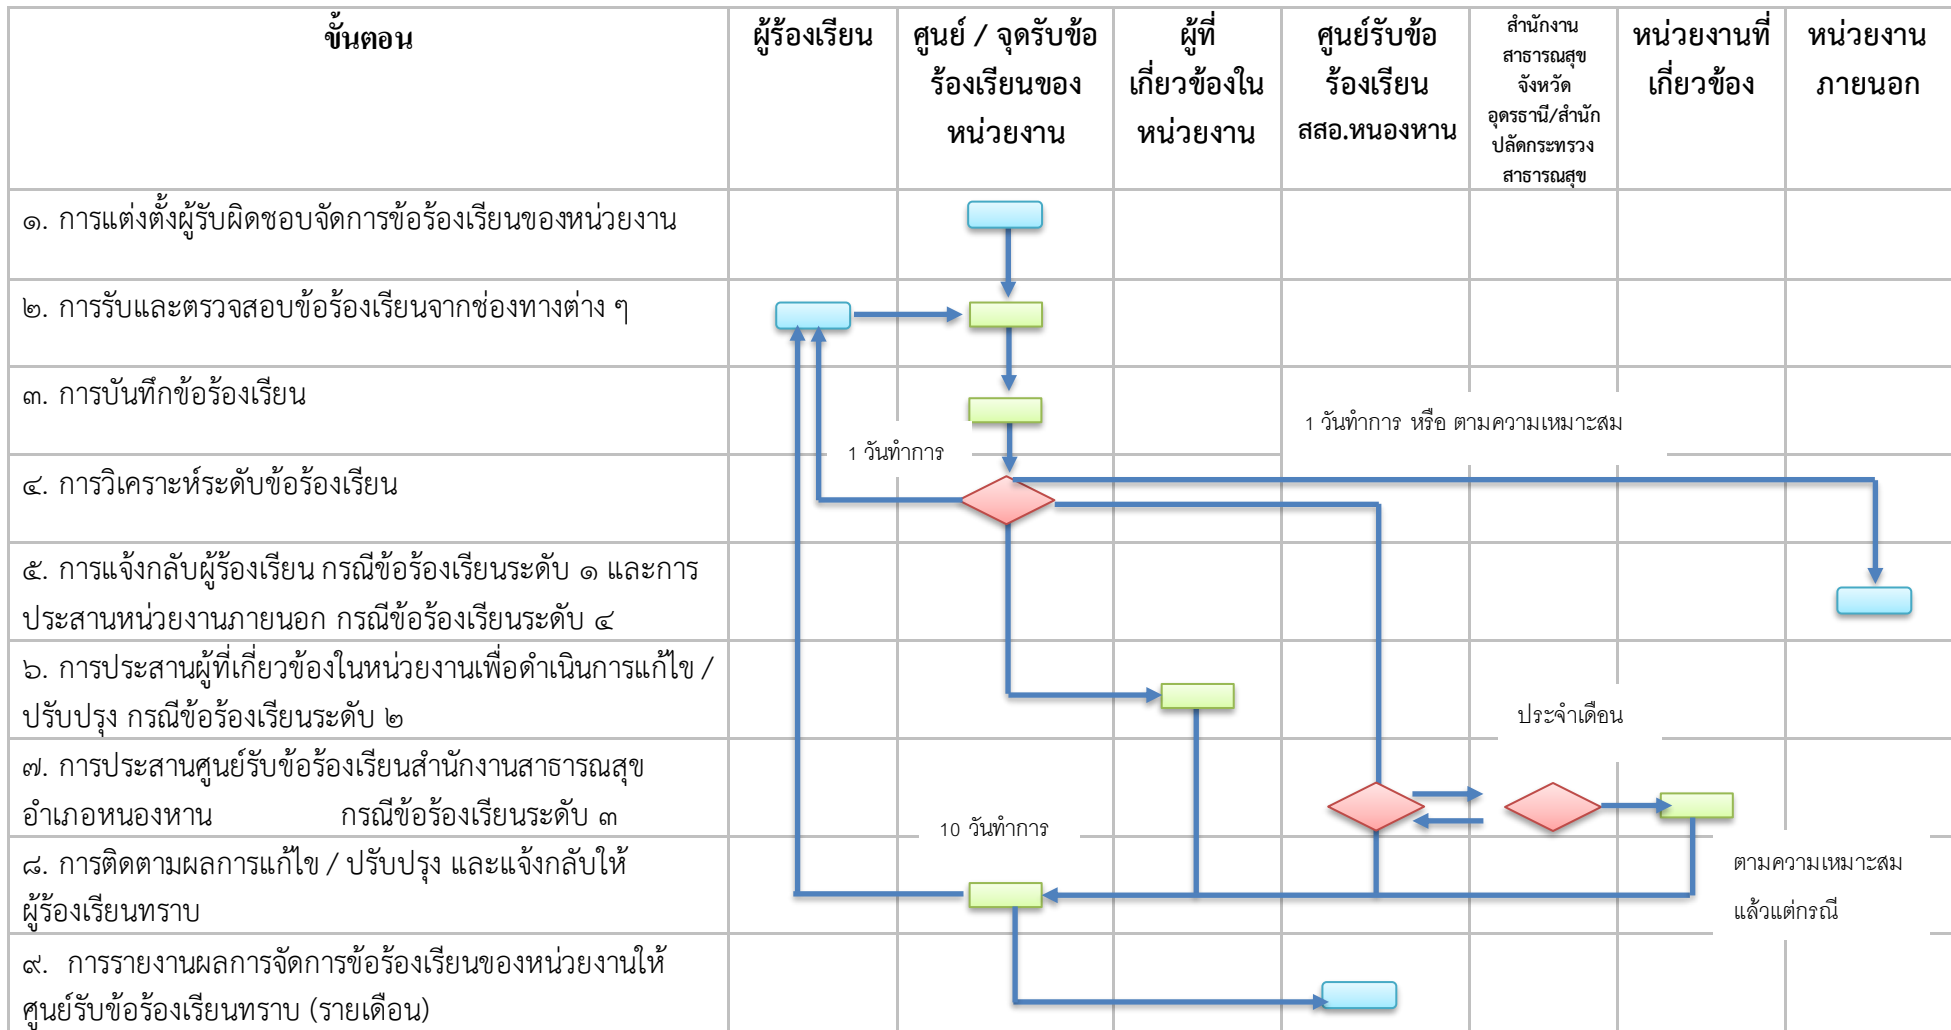 ขั้นตอน
ผู้ร้องเรียน
ศูนย์ / จุดรับข้อ
ร้องเรียนของ
หน่วยงาน
ผู้ที่
เกี่ยวข้องใน
หน่วยงาน
ศูนย์รับข้อ
ร้องเรียน
สสอ.หนองหาน
สำนักงาน
สาธารณสุข
จังหวัด
อุดรธานี/สำนัก
ปลัดกระทรวง
สาธารณสุข
หน่วยงานที่
เกี่ยวข้อง
หน่วยงาน
ภายนอก
๑. การแต่งตั้งผู้รับผิดชอบจัดการข้อร้องเรียนของหน่วยงาน
๒. การรับและตรวจสอบข้อร้องเรียนจากช่องทางต่าง ๆ
๓. การบันทึกข้อร้องเรียน
1 วันทำการ หรือ ตามความเหมาะสม
1 วันทำการ
๔. การวิเคราะห์ระดับข้อร้องเรียน
๕. การแจ้งกลับผู้ร้องเรียน กรณีข้อร้องเรียนระดับ ๑ และการ
ประสานหน่วยงานภายนอก กรณีข้อร้องเรียนระดับ ๔
๖. การประสานผู้ที่เกี่ยวข้องในหน่วยงานเพื่อดำเนินการแก้ไข /
ปรับปรุง กรณีข้อร้องเรียนระดับ ๒
ประจำเดือน
๗. การประสานศูนย์รับข้อร้องเรียนสำนักงานสาธารณสุข
อำเภอหนองหาน กรณีข้อร้องเรียนระดับ ๓
10 วันทำการ
๘. การติดตามผลการแก้ไข / ปรับปรุง และแจ้งกลับให้
ผู้ร้องเรียนทราบ
ตามความเหมาะสม
แล้วแต่กรณี
๙. การรายงานผลการจัดการข้อร้องเรียนของหน่วยงานให้
ศูนย์รับข้อร้องเรียนทราบ (รายเดือน)